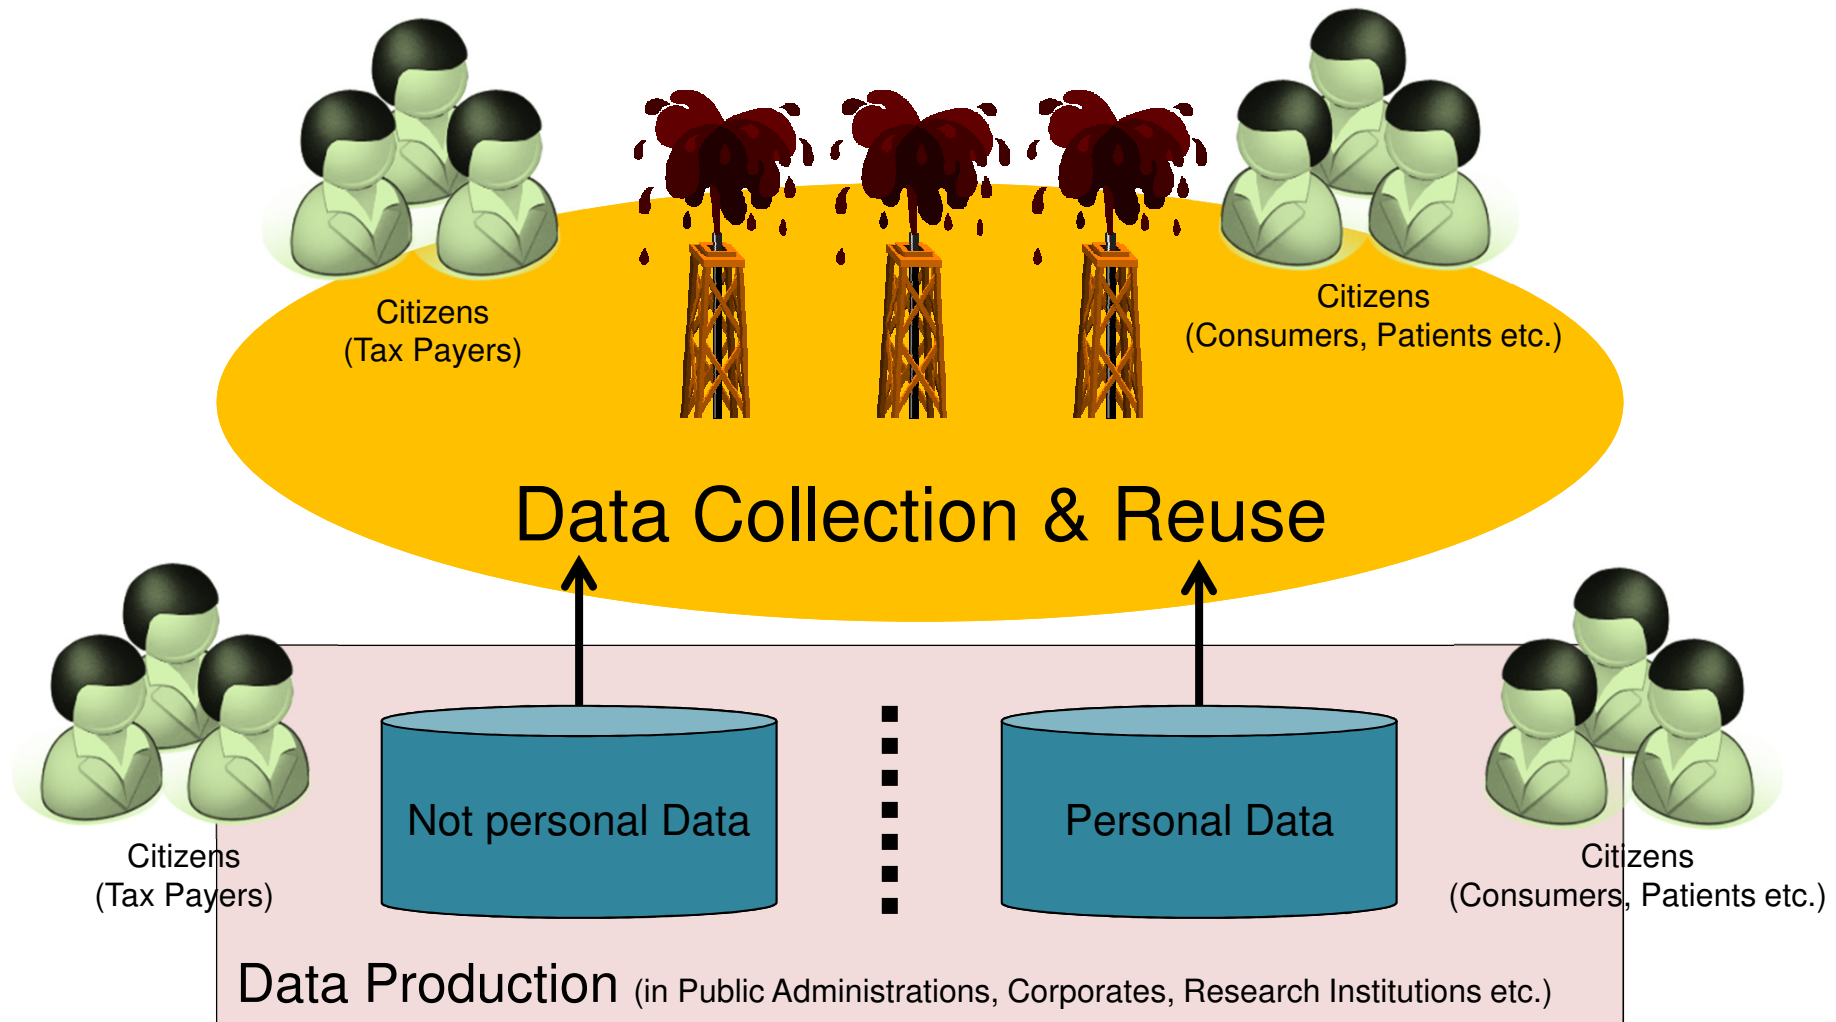 Citizens
(Tax Payers)
Citizens
(Consumers, Patients etc.)
Data Collection & Reuse
Not personal Data
Personal Data
Citizens
(Tax Payers)
Citizens
(Consumers, Patients etc.)
Data Production (in Public Administrations, Corporates, Research Institutions etc.)